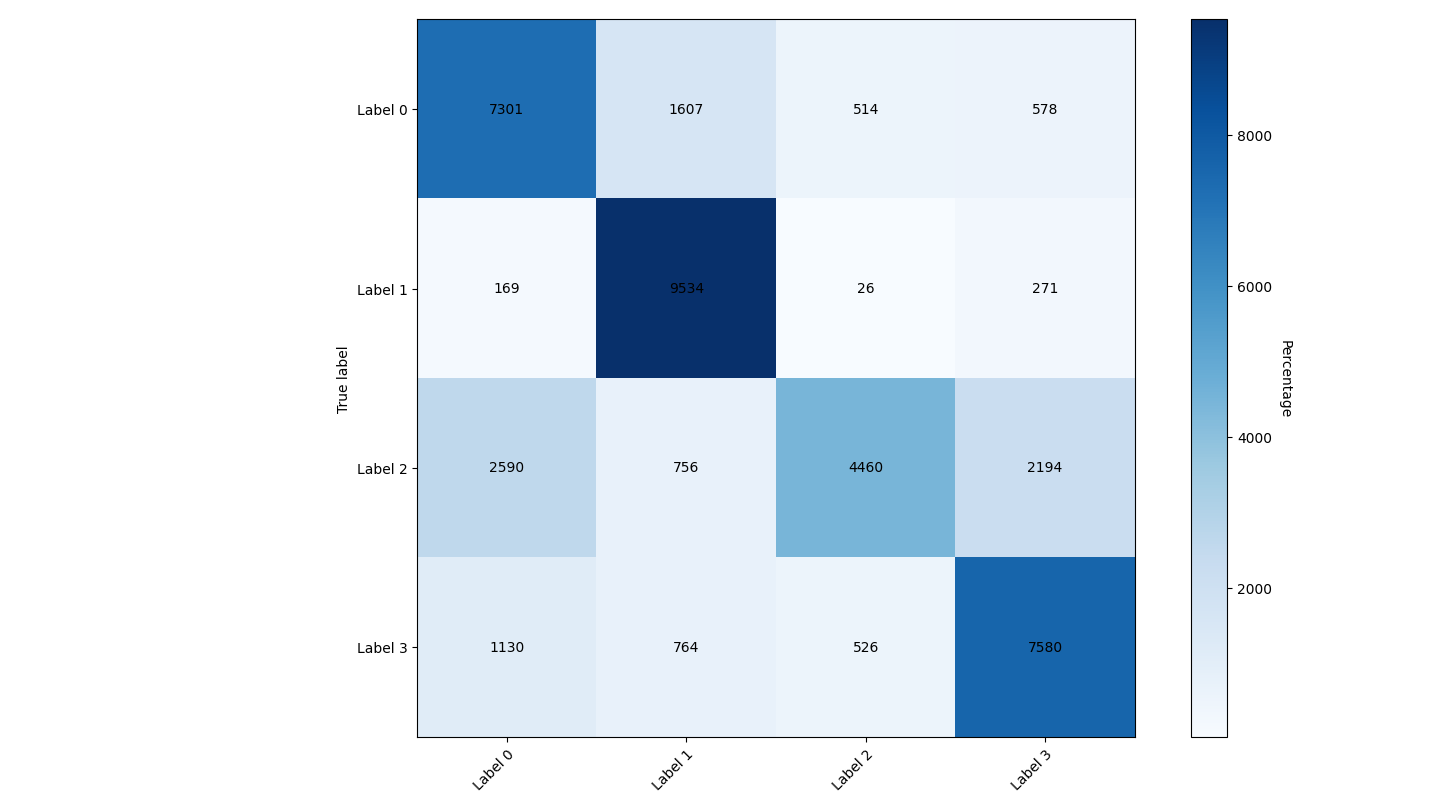 Label 0 7301 1607 514 578
8000
Label 1 169 9534 26 271
6000
True label
Percentage
4000
Label 2 2590 756 4460 2194
2000
Label 3 1130 764 526 7580
Label 0 Label 1 Label 2 Label 3